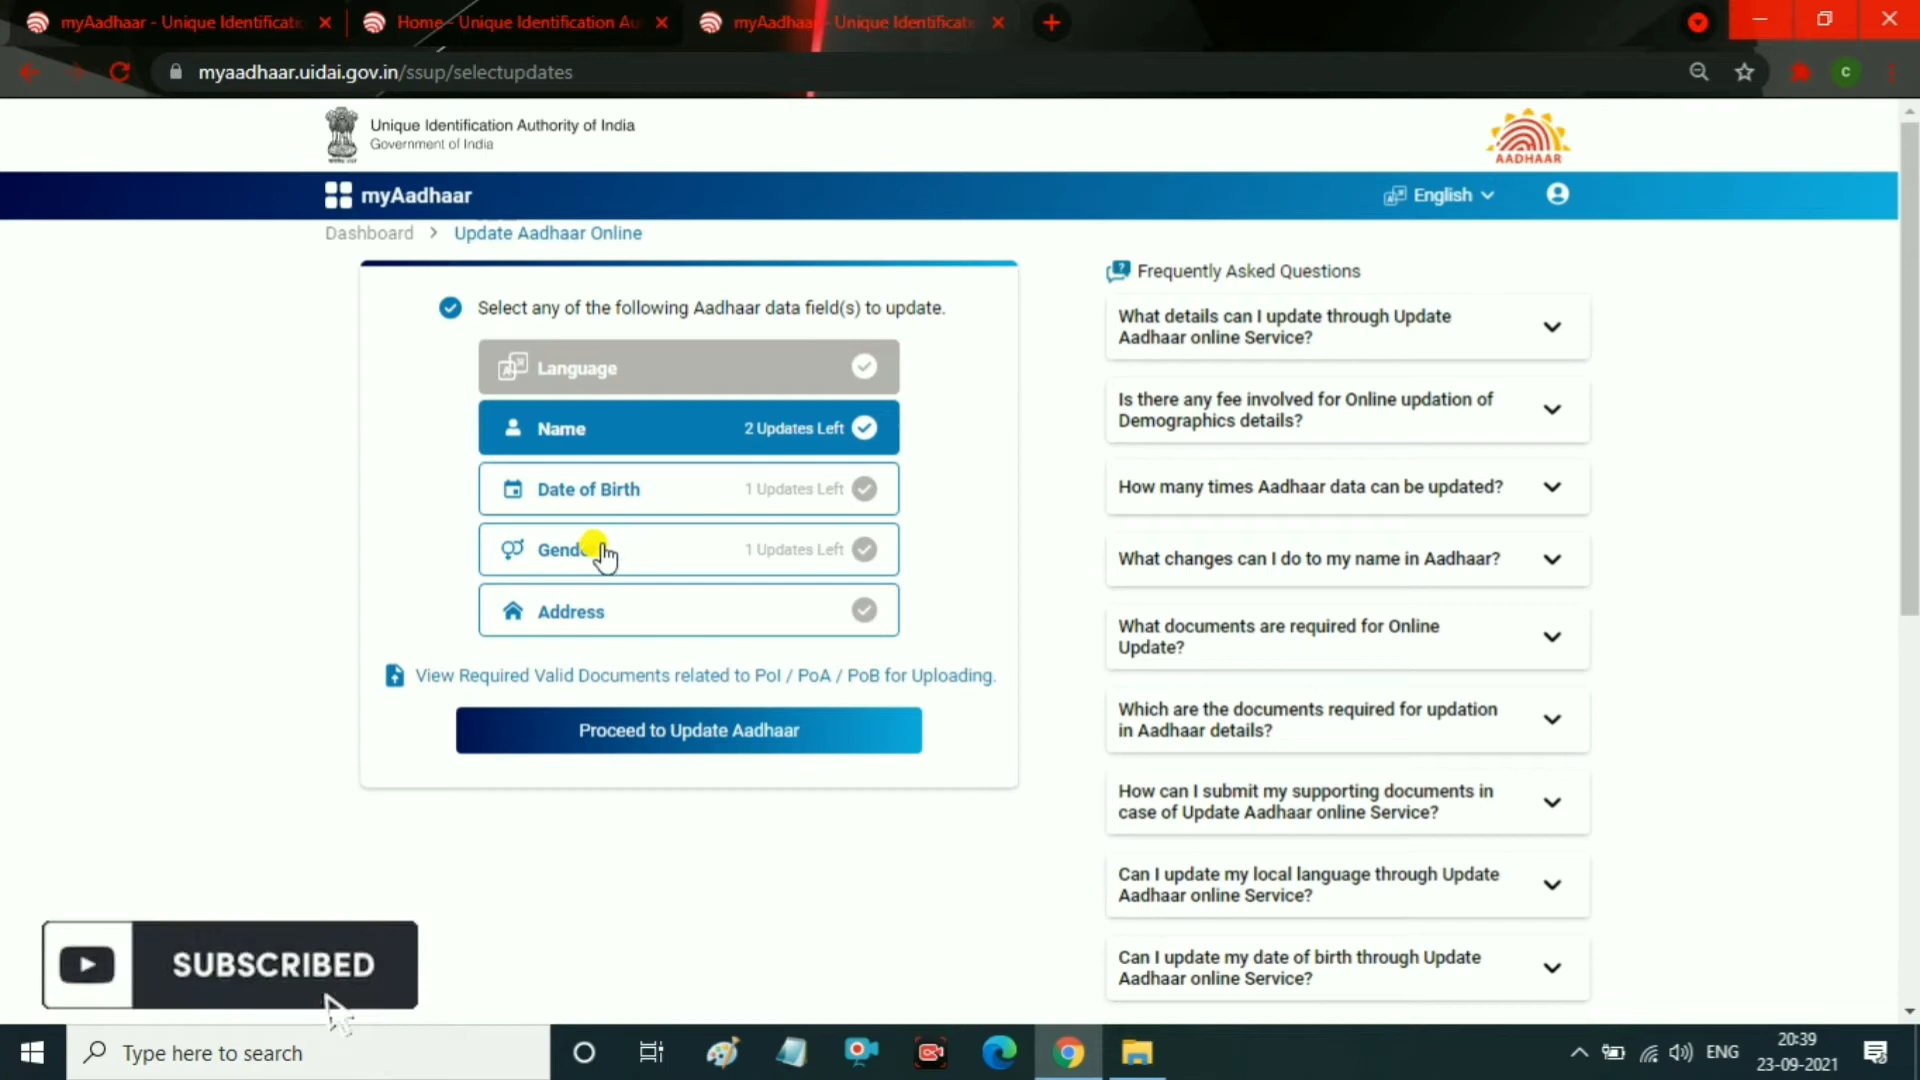 myAadhaar - Unique Identificatic
Home - Unique Identification Au
myAadhaar - Unique Identificatic
myaadhaar.uidai.gov.in/ssup/selectupdates
C
Unique Identification Authority of India
Government of India
AADHAAR
myAadhaar
English
Dashboard > Update Aadhaar Online
Select any of the following Aadhaar data field(s) to update.
Language
Name 2 Updates Left
Date of Birth 1 Updates Left
Gende 1 Updates Left
Address
View Required Valid Documents related to PoI / PoA / PoB for Uploading.
Proceed to Update Aadhaar
Frequently Asked Questions
What details can I update through Update
Aadhaar online Service?
Is there any fee involved for Online updation of
Demographics details?
How many times Aadhaar data can be updated?
What changes can I do to my name in Aadhaar?
What documents are required for Online
Update?
Which are the documents required for updation
in Aadhaar details?
How can I submit my supporting documents in
case of Update Aadhaar online Service?
Can I update my local language through Update
Aadhaar online Service?
Can I update my date of birth through Update
Aadhaar online Service?
SUBSCRIBED
Type here to search
ENG
20:39
23-09-2021